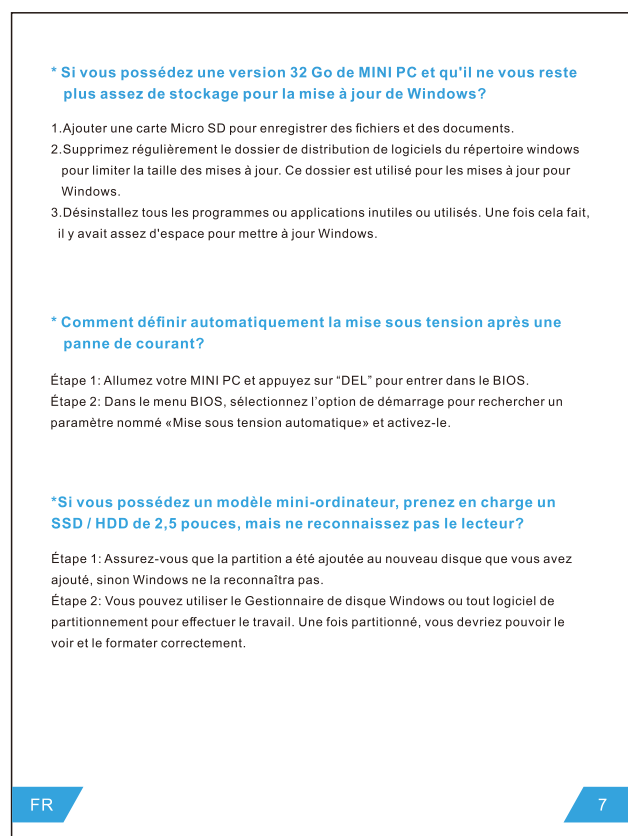 * Si vous possédez une version 32 Go de MINI PC et qu'il ne vous reste
plus assez de stockage pour la mise à jour de Windows?
1.Ajouter une carte Micro SD pour enregistrer des fichiers et des documents.
2.Supprimez régulièrement le dossier de distribution de logiciels du répertoire windows
pour limiter la taille des mises à jour. Ce dossier est utilisé pour les mises à jour pour
Windows.
3.Désinstallez tous les programmes ou applications inutiles ou utilisés. Une fois cela fait,
il y avait assez d'espace pour mettre à jour Windows.
* Comment définir automatiquement la mise sous tension après une
panne de courant?
Étape 1: Allumez votre MINI PC et appuyez sur “DEL” pour entrer dans le BIOS.
Étape 2: Dans le menu BIOS, sélectionnez l’option de démarrage pour rechercher un
paramètre nommé «Mise sous tension automatique» et activez-le.
*Si vous possédez un modèle mini-ordinateur, prenez en charge un
SSD / HDD de 2,5 pouces, mais ne reconnaissez pas le lecteur?
Étape 1: Assurez-vous que la partition a été ajoutée au nouveau disque que vous avez
ajouté, sinon Windows ne la reconnaîtra pas.
Étape 2: Vous pouvez utiliser le Gestionnaire de disque Windows ou tout logiciel de
partitionnement pour effectuer le travail. Une fois partitionné, vous devriez pouvoir le
voir et le formater correctement.
FR
7